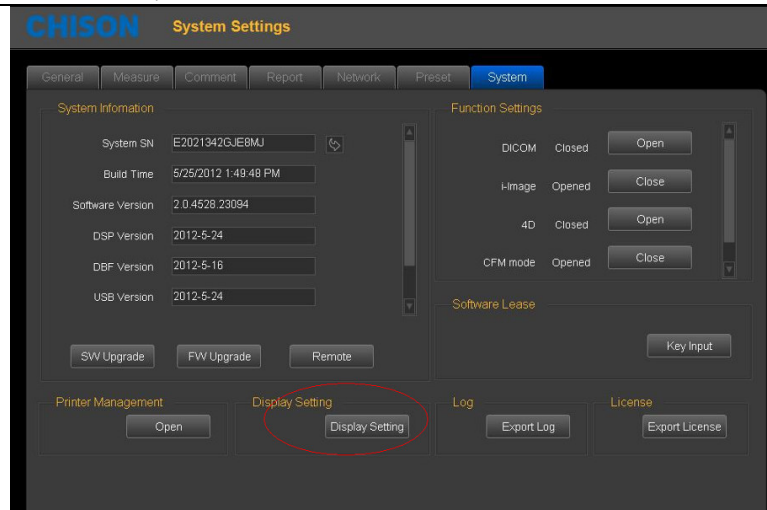 CHISON System Settings
General Measure Comment Report Network Preset System
System Infomation
System SN E2021342GJE8MJ
Build Time 5/25/2012 1:49:48 PM
Software Version 2.0.4528.23094
DSP Version 2012-5-24
DBF Version 2012-5-16
USB Version 2012-5-24
SW Upgrade FW Upgrade Remote
Function Settings
DICOM Closed Open
i-Image Opened Close
4D Closed Open
CFM mode Opened Close
Software Lease
Key Input
Printer Management
Open
Display Setting
Display Setting
Log
Export Log
License
Export License